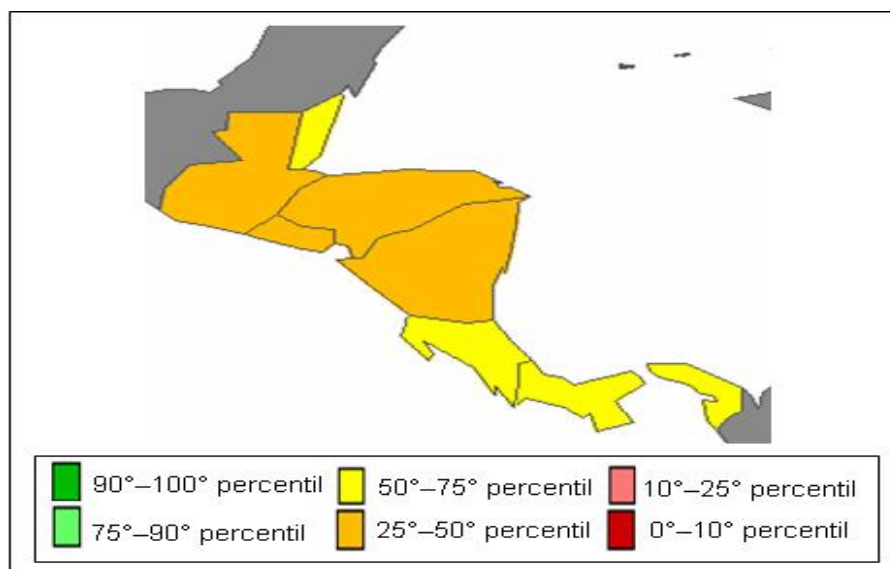 90°–100° percentil
50°–75° percentil
10°–25° percentil
75°–90° percentil
25°–50° percentil
0°–10° percentil